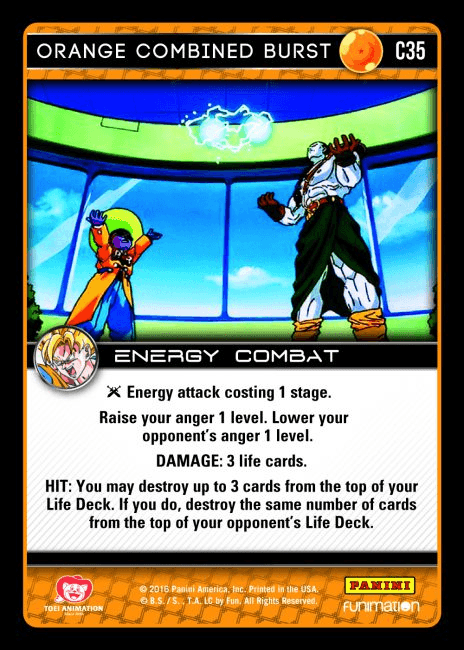 ORANGE COMBINED BURST C35
ENERGY COMBAT
Energy attack costing 1 stage.
Raise your anger 1 level. Lower your
opponent's anger 1 level.
DAMAGE: 3 life cards.
HIT: You may destroy up to 3 cards from the top of your
Life Deck. If you do, destroy the same number of cards
from the top of your opponent's Life Deck.
TOEI ANIMATION
© 2016 Panini America, Inc. Printed in the USA.
© B.S. / S., T.A. LC by Fun. All Rights Reserved.
PANINI
FUNIMATION